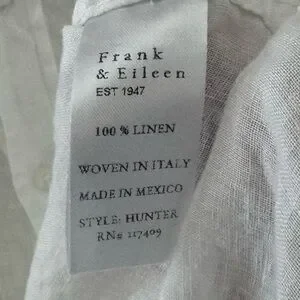 Frank
& Eileen
EST 1947
100 % LINEN
WOVEN IN ITALY
MADE IN MEXICO
STYLE: HUNTER
RN# 117409